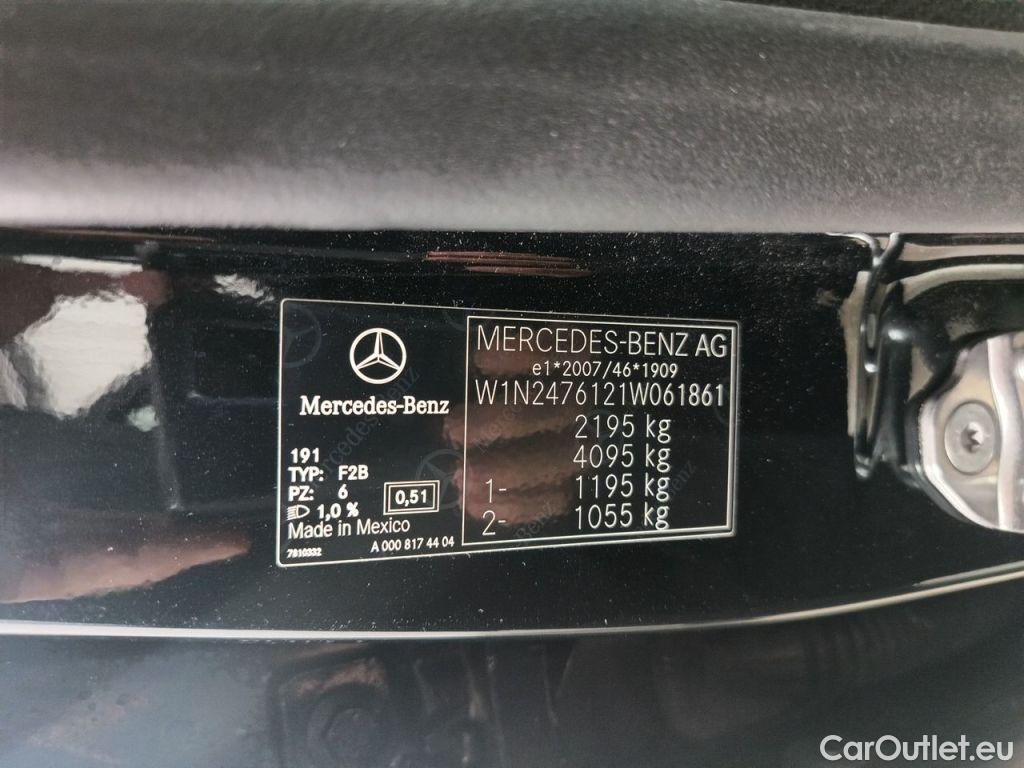 Mercedes-Benz
191
TYP: F2B
PZ: 6
0,51
1,0 %
Made in Mexico
7810332
A 000 817 44 04
MERCEDES-BENZ AG
e1*2007/46*1909
W1N2476121W061861
2195 kg
4095 kg
1- 1195 kg
2- 1055 kg
CarOutlet.eu